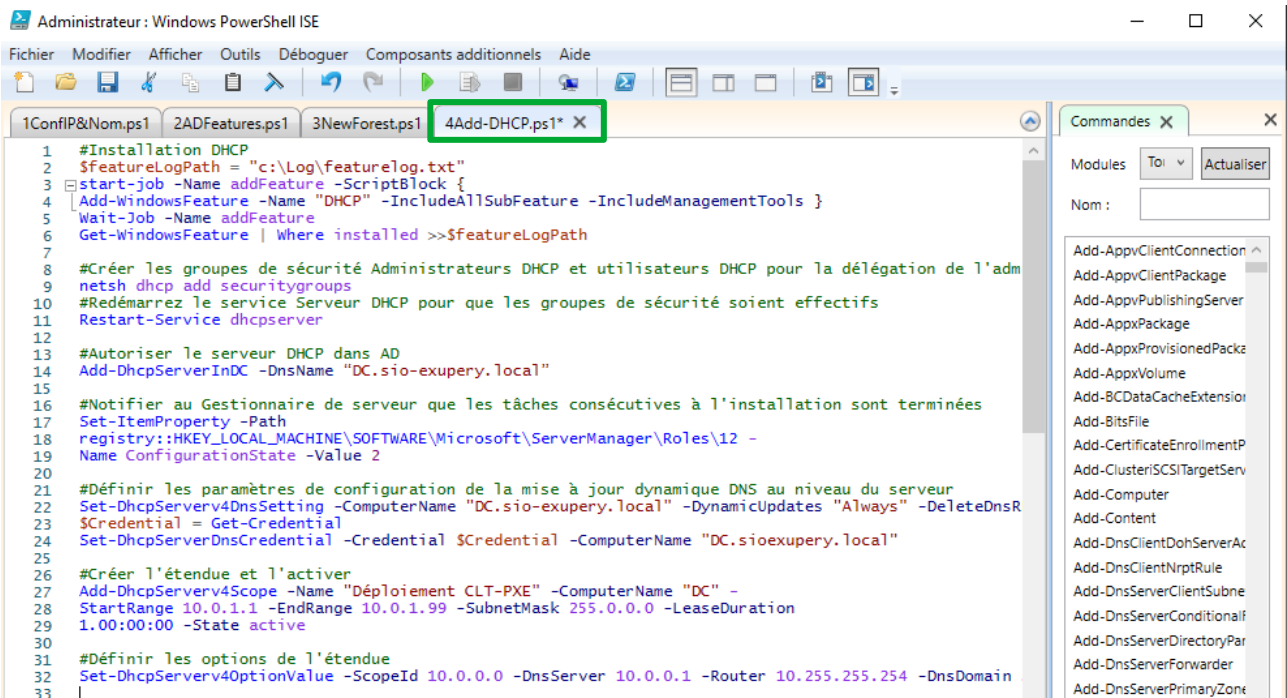 Administrateur : Windows PowerShell ISE
Fichier Modifier Afficher Outils Déboguer Composants additionnels Aide
1ConfIP&Nom.ps1 2ADFeatures.ps1 3NewForest.ps1 4Add-DHCP.ps1* X
1 #Installation DHCP
2 $featureLogPath = "c:\Log\featurelog.txt"
3 start-job -Name addFeature -ScriptBlock {
4 Add-WindowsFeature -Name "DHCP" -IncludeAllSubFeature -IncludeManagementTools }
5 Wait-Job -Name addFeature
6 Get-WindowsFeature | Where installed >>$featureLogPath
7
8 #Créer les groupes de sécurité Administrateurs DHCP et utilisateurs DHCP pour la délégation de l'adm
9 netsh dhcp add securitygroups
10 #Redémarrez le service Serveur DHCP pour que les groupes de sécurité soient effectifs
11 Restart-Service dhcpserver
12
13 #Autoriser le serveur DHCP dans AD
14 Add-DhcpServerInDC -DnsName "DC.sio-exupery.local"
15
16 #Notifier au Gestionnaire de serveur que les tâches consécutives à l'installation sont terminées
17 Set-ItemProperty -Path
18 registry::HKEY_LOCAL_MACHINE\SOFTWARE\Microsoft\ServerManager\Roles\12 -
19 Name ConfigurationState -Value 2
20
21 #Définir les paramètres de configuration de la mise à jour dynamique DNS au niveau du serveur
22 Set-DhcpServerv4DnsSetting -ComputerName "DC.sio-exupery.local" -DynamicUpdates "Always" -DeleteDnsR
23 $Credential = Get-Credential
24 Set-DhcpServerDnsCredential -Credential $Credential -ComputerName "DC.sioexupery.local"
25
26 #Créer l'étendue et l'activer
27 Add-DhcpServerv4Scope -Name "Déploiement CLT-PXE" -ComputerName "DC" -
28 StartRange 10.0.1.1 -EndRange 10.0.1.99 -SubnetMask 255.0.0.0 -LeaseDuration
29 1.00:00:00 -State active
30
31 #Définir les options de l'étendue
32 Set-DhcpServerv4OptionValue -ScopeId 10.0.0.0 -DnsServer 10.0.0.1 -Router 10.255.255.254 -DnsDomain
33
Commandes X
Modules To Actualiser
Nom :
Add-AppvClientConnection
Add-AppvClientPackage
Add-AppvPublishingServer
Add-AppxPackage
Add-AppxProvisionedPacka
Add-AppxVolume
Add-BCDataCacheExtension
Add-BitsFile
Add-CertificateEnrollmentP
Add-ClusteriSCSITargetServ
Add-Computer
Add-Content
Add-DnsClientDohServerAc
Add-DnsClientNrptRule
Add-DnsServerClientSubne
Add-DnsServerConditionalF
Add-DnsServerDirectoryPar
Add-DnsServerForwarder
Add-DnsServerPrimaryZone